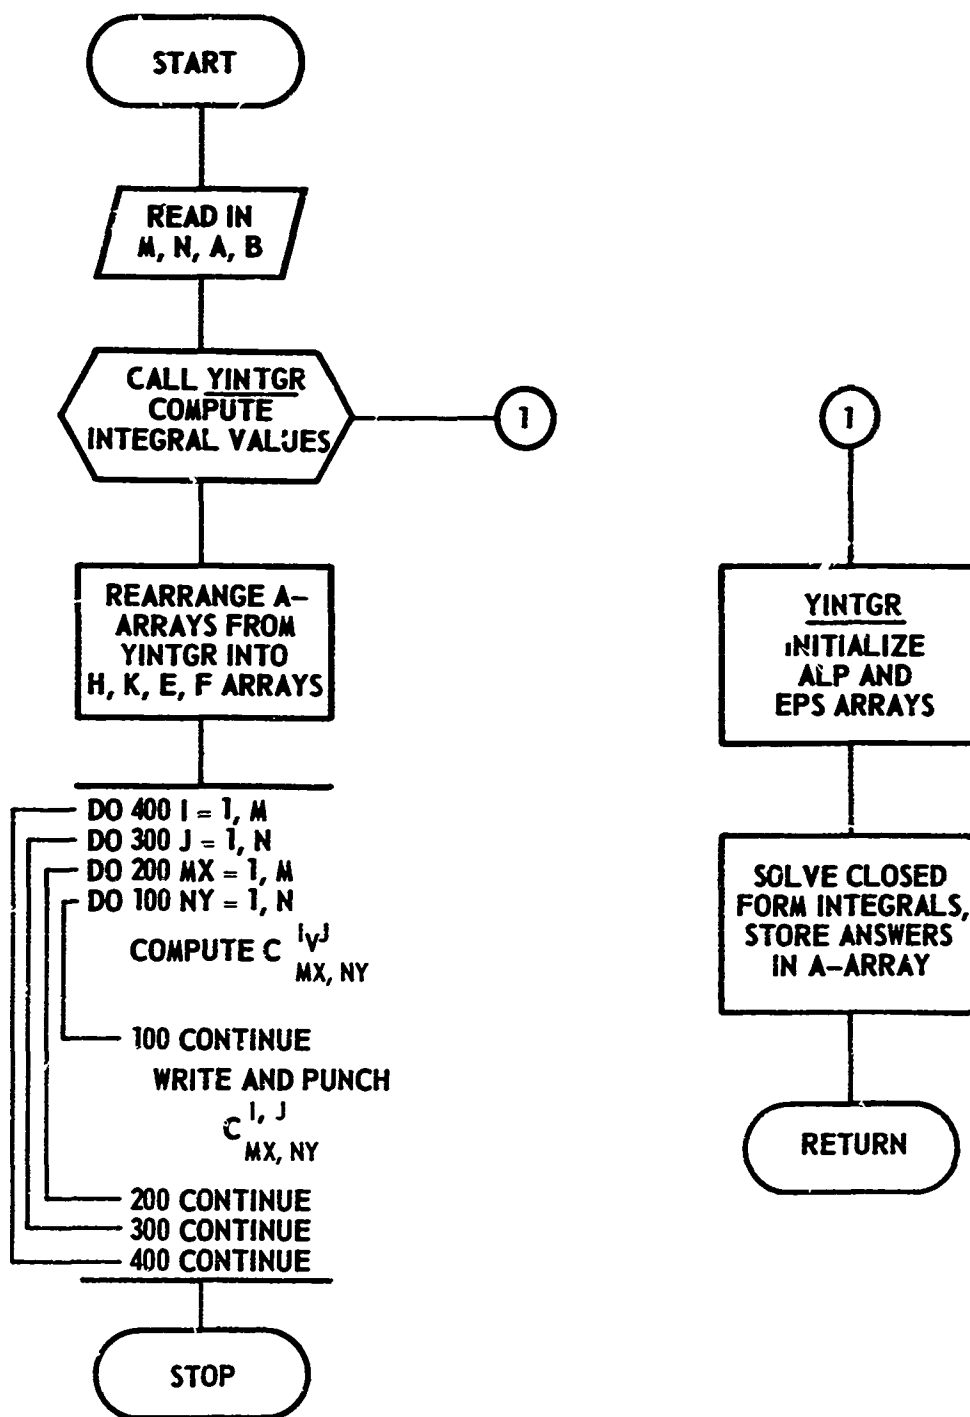 START
READ IN
M, N, A, B
CALL YINTGR
COMPUTE
INTEGRAL VALUES
1
1
REARRANGE A-
ARRAYS FROM
YINTGR INTO
H, K, E, F ARRAYS
YINTGR
INITIALIZE
ALP AND
EPS ARRAYS
DO 400 I = 1, M
DO 300 J = 1, N
DO 200 MX = 1, M
DO 100 NY = 1, N
COMPUTE C I,J
MX, NY
SOLVE CLOSED
FORM INTEGRALS,
STORE ANSWERS
IN A-ARRAY
100 CONTINUE
WRITE AND PUNCH
C I, J
MX, NY
RETURN
200 CONTINUE
300 CONTINUE
400 CONTINUE
STOP